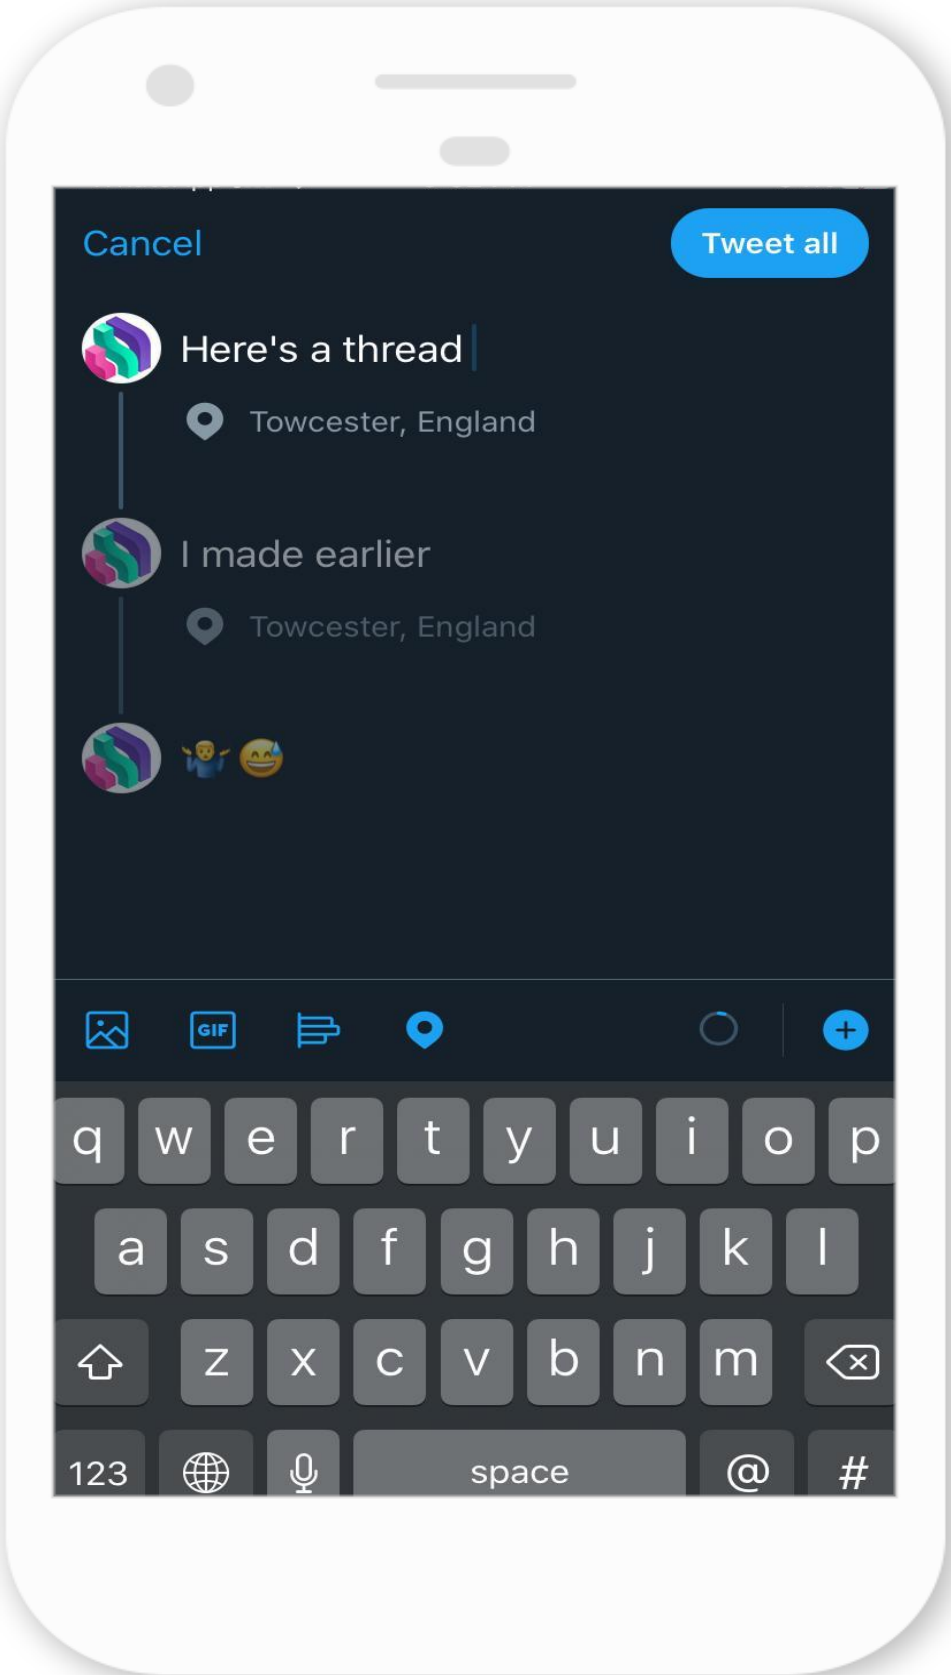 Cancel Tweet all
Here's a thread
Towcester, England
I made earlier
Towcester, England
🤷‍♂️😅
GIF
q w e r t y u i o p
a s d f g h j k l
z x c v b n m
123 space @ #